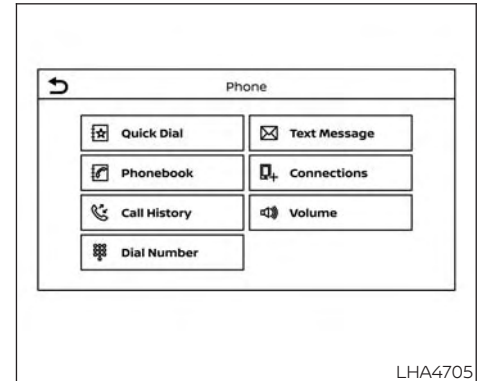 Phone
Quick Dial
Text Message
Phonebook
Connections
Call History
Volume
Dial Number
LHA4705